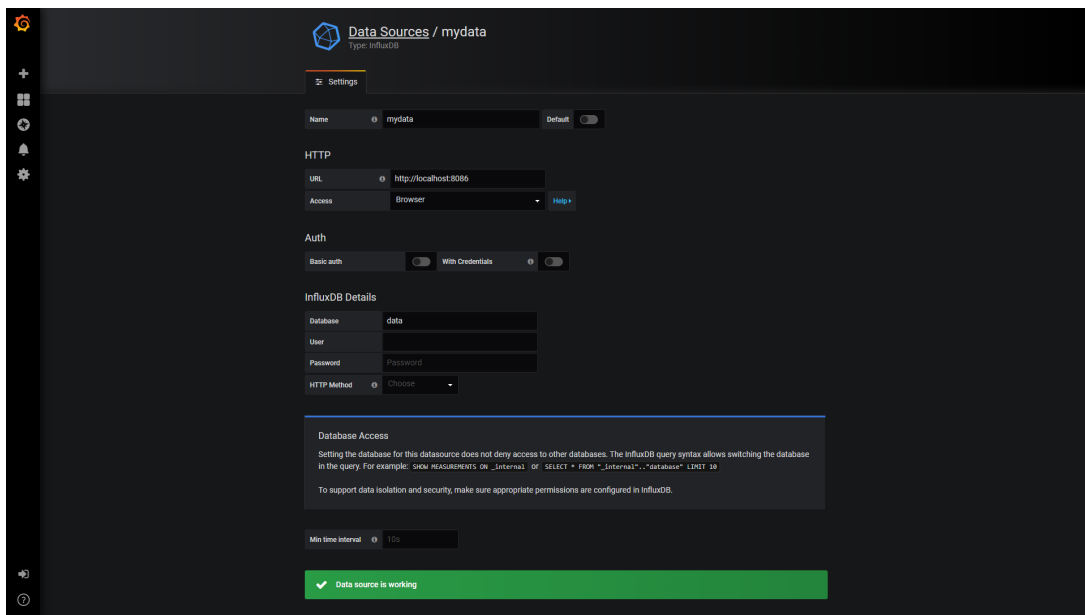 Data Sources / mydata
Type: InfluxDB
Settings
Name mydata Default
HTTP
URL http://localhost:8086
Access Browser Help
Auth
Basic auth With Credentials
InfluxDB Details
Database data
User
Password Password
HTTP Method Choose
Database Access
Setting the database for this datasource does not deny access to other databases. The InfluxDB query syntax allows switching the database
in the query. For example: SHOW MEASUREMENTS ON _internal or SELECT * FROM "_internal".."database" LIMIT 10
To support data isolation and security, make sure appropriate permissions are configured in InfluxDB.
Min time interval 10s
Data source is working